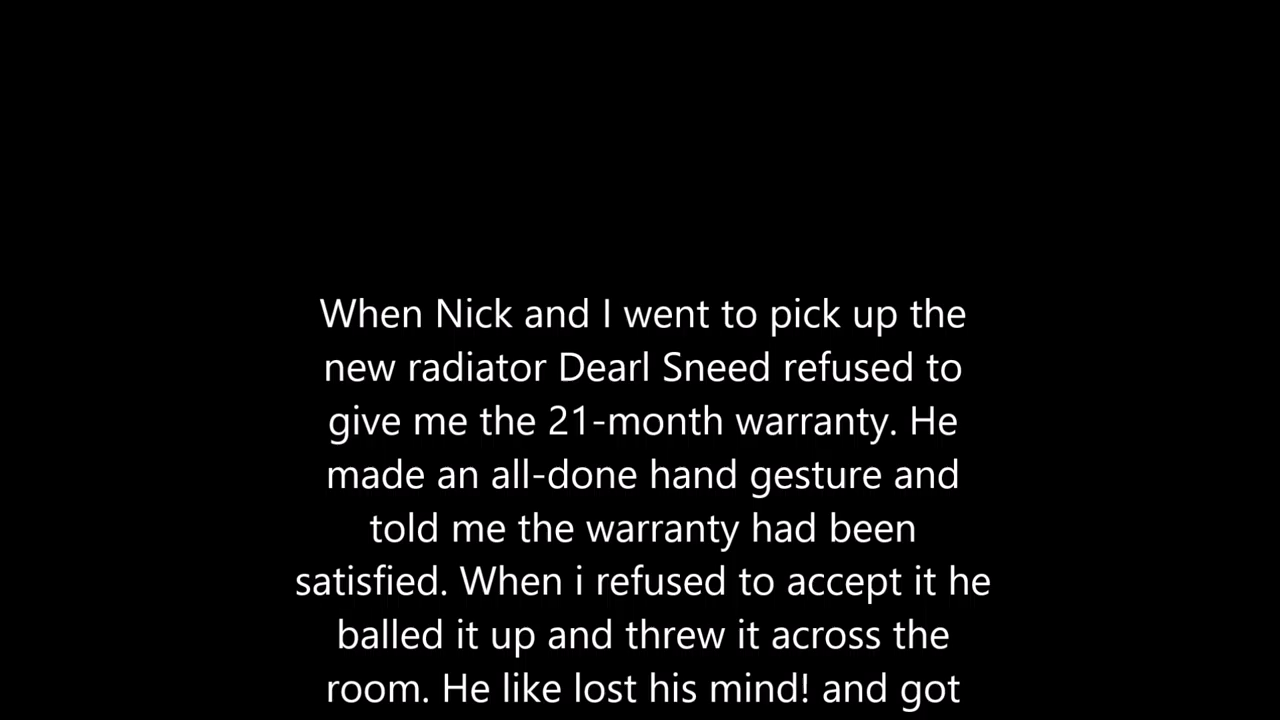 When Nick and I went to pick up the
new radiator Dearl Sneed refused to
give me the 21-month warranty. He
made an all-done hand gesture and
told me the warranty had been
satisfied. When i refused to accept it he
balled it up and threw it across the
room. He like lost his mind! and got